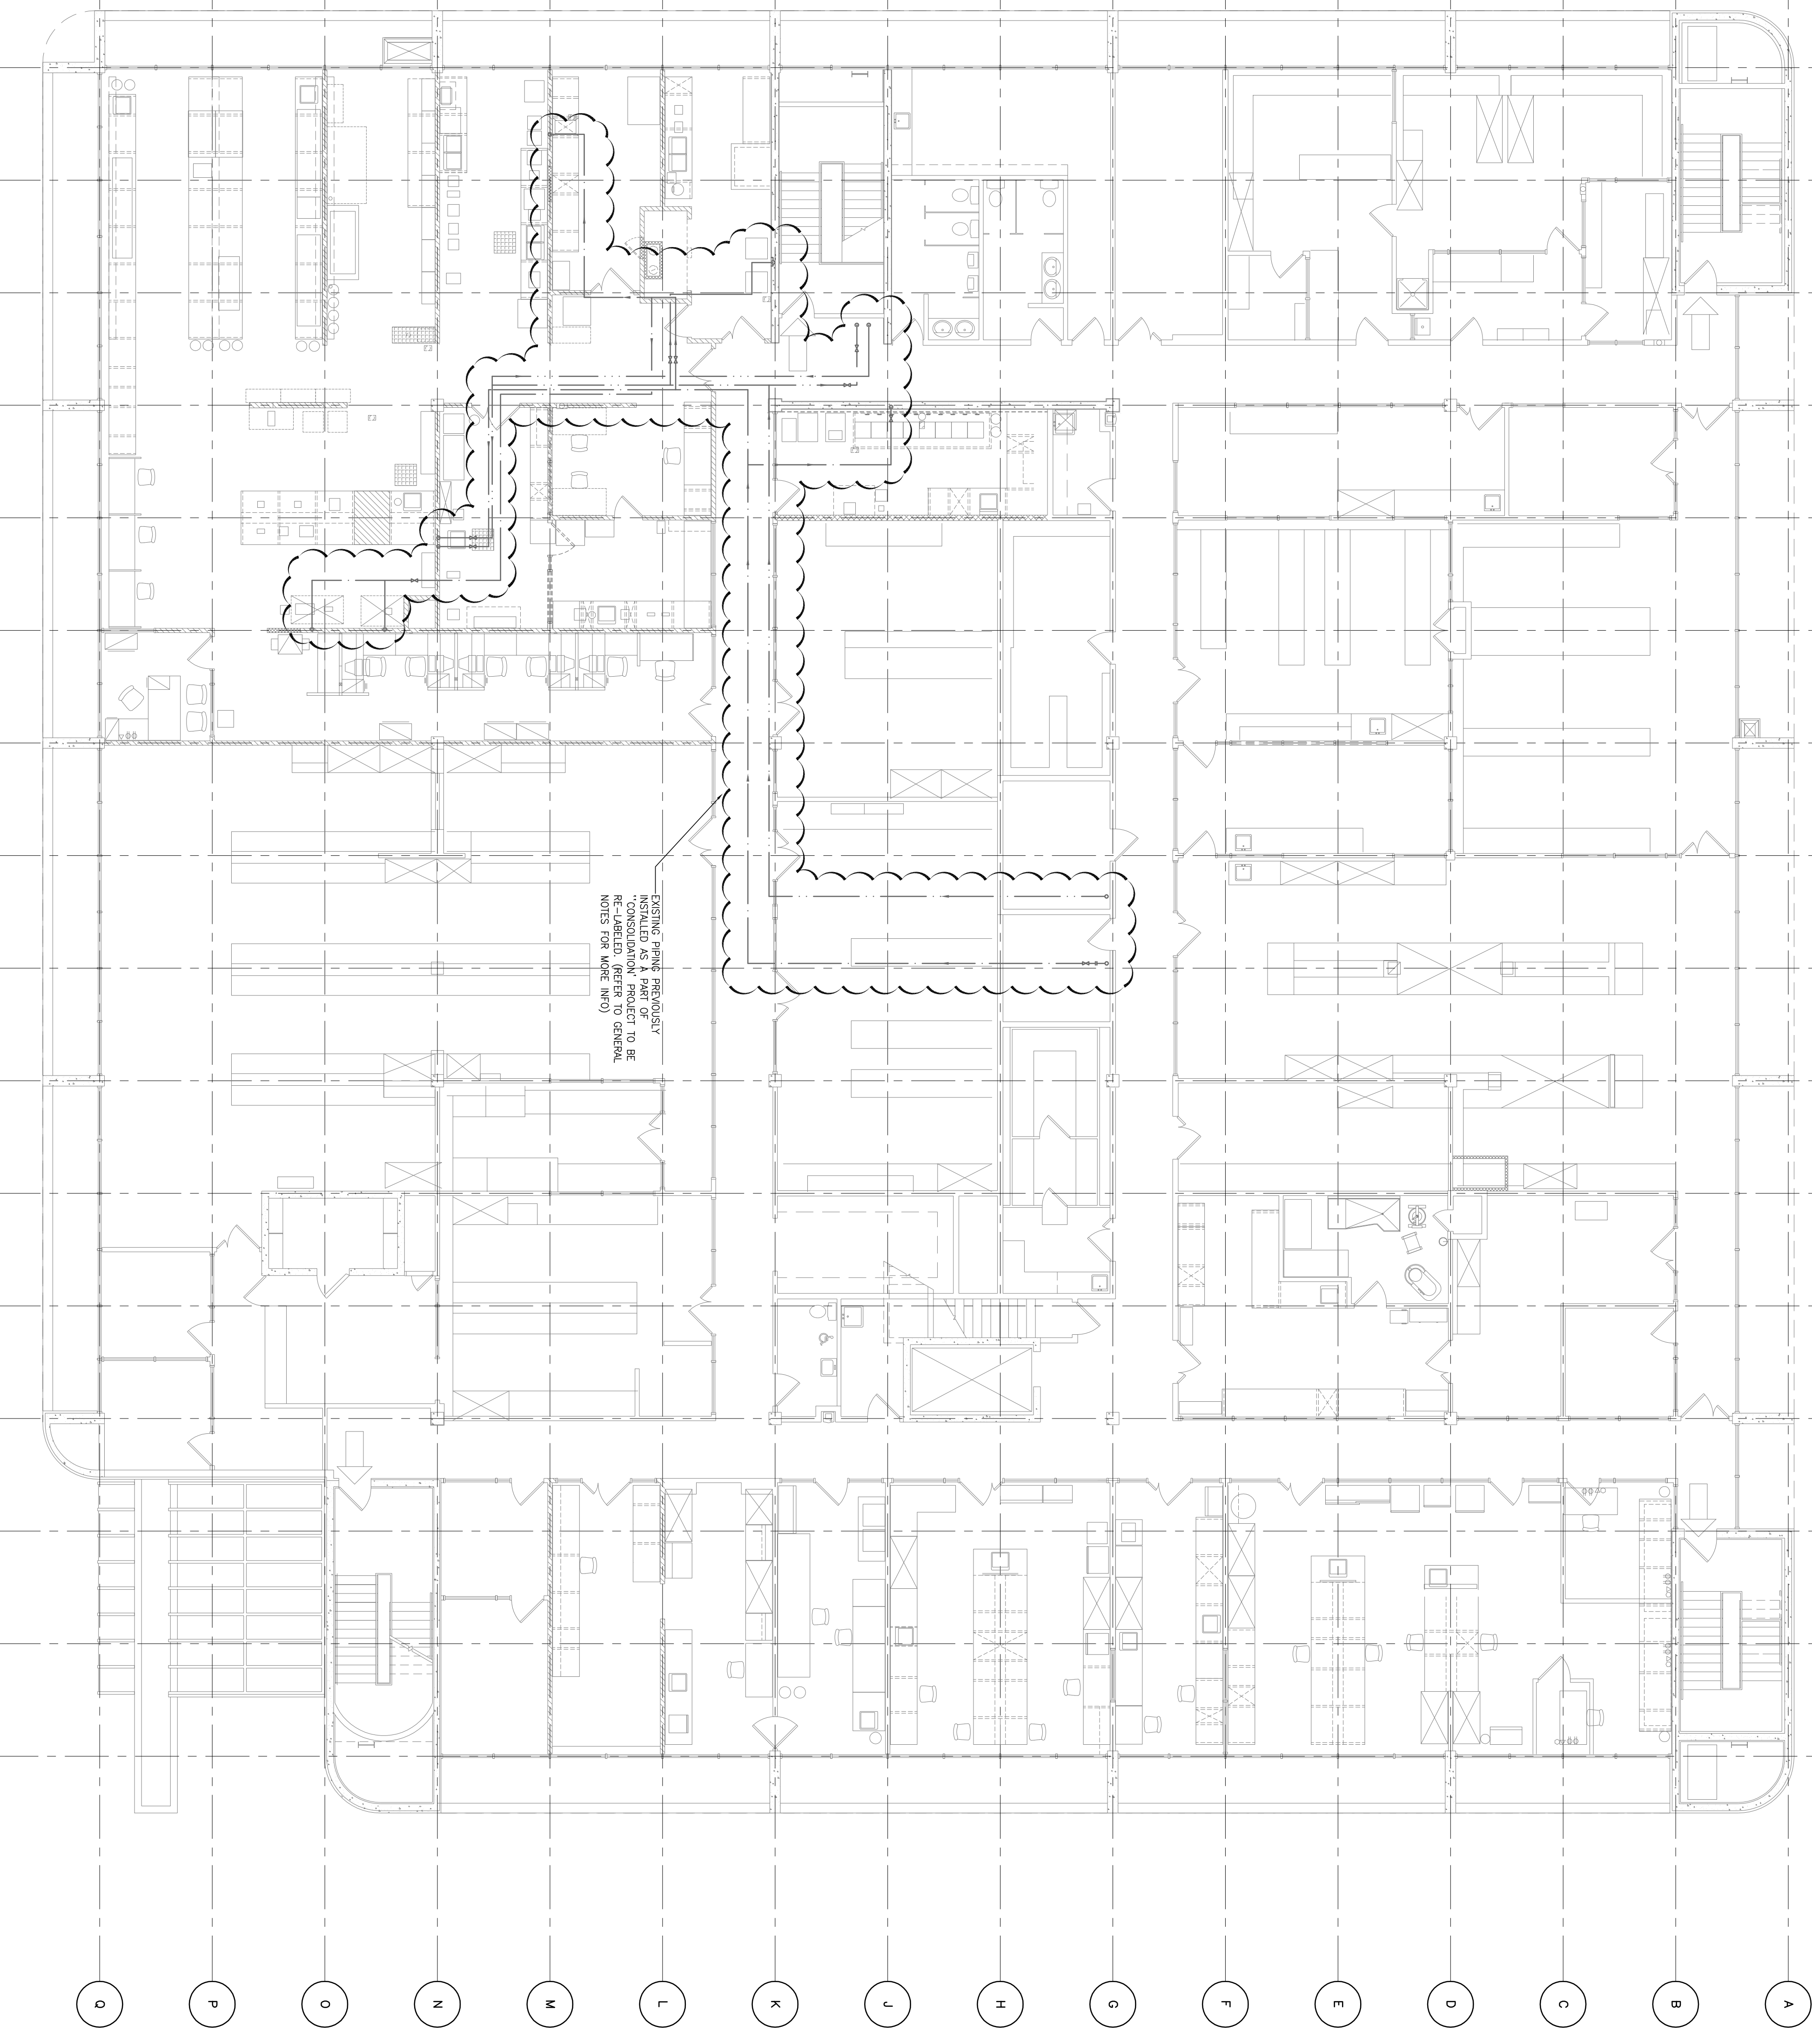 EXISTING PIPING PREVIOUSLY
INSTALLED AS A PART OF
"CONSOLIDATION' PROJECT TO BE
RE-LABELED. (REFER TO GENERAL
NOTES FOR MORE INFO)
Q
P
O
N
M
L
K
J
H
G
F
E
D
C
B
A